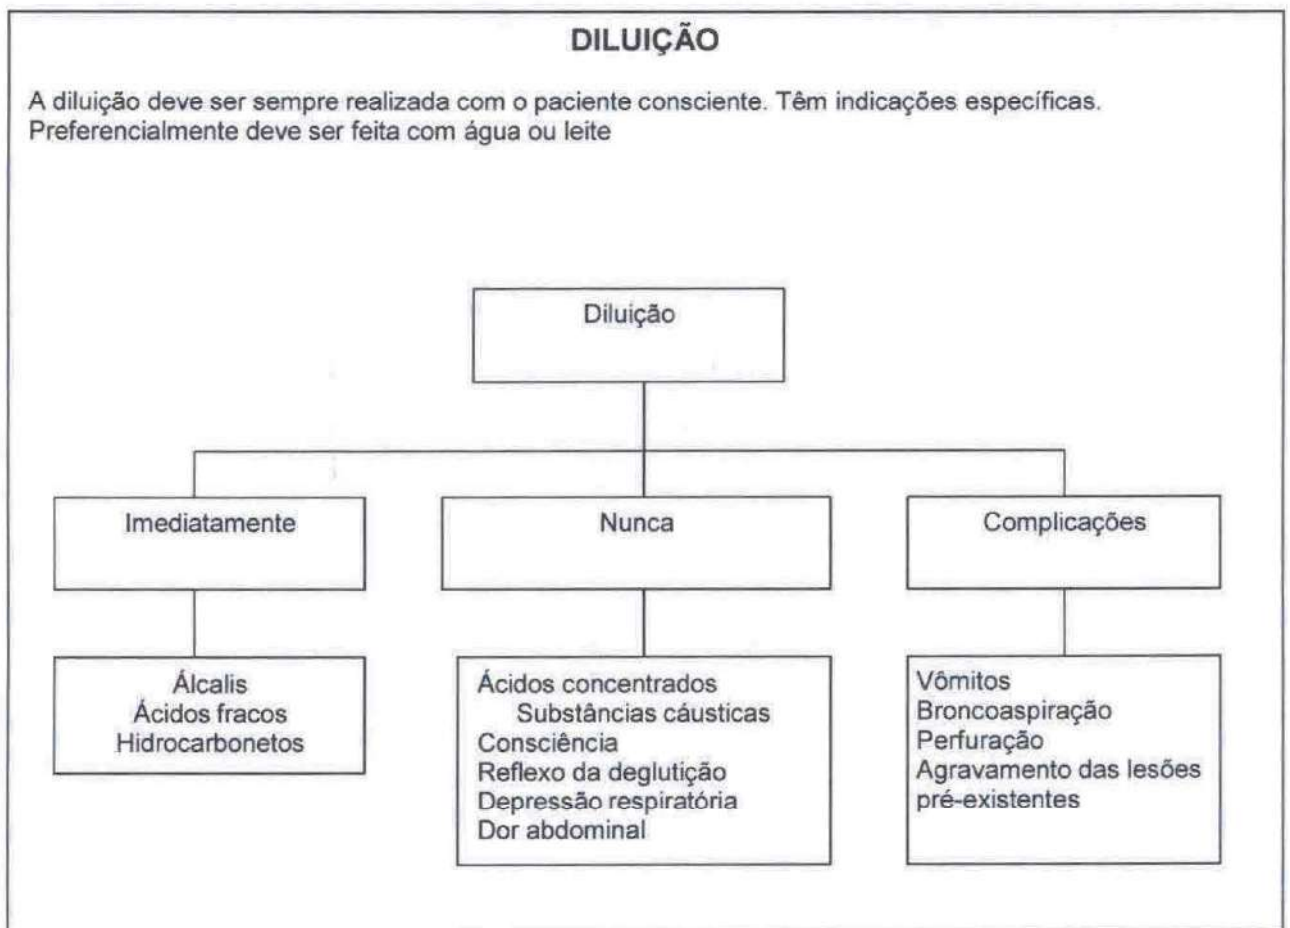 DILUIÇÃO
A diluição deve ser sempre realizada com o paciente consciente. Têm indicações específicas.
Preferencialmente deve ser feita com água ou leite
Diluição
Imediatamente
Nunca
Complicações
Álcalis
Ácidos fracos
Hidrocarbonetos
Ácidos concentrados
Substâncias cáusticas
Consciência
Reflexo da deglutição
Depressão respiratória
Dor abdominal
Vômitos
Broncoaspiração
Perfuração
Agravamento das lesões
pré-existentes